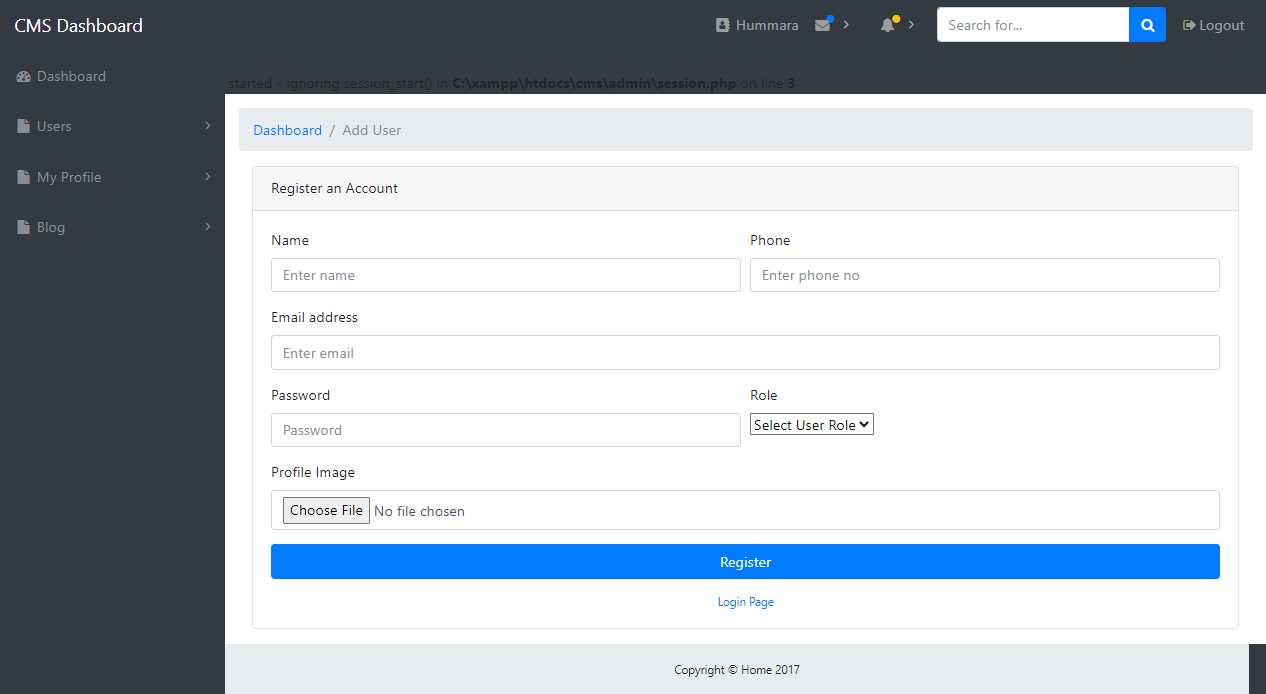 CMS Dashboard
Hummara
Search for...
Logout
Dashboard
started - ignoring session_start() in C:\xampp\htdocs\cms\admin\session.php on line 3
Users
My Profile
Blog
Dashboard / Add User
Register an Account
Name Phone
Enter name Enter phone no
Email address
Enter email
Password Role
Password Select User Role
Profile Image
Choose File No file chosen
Register
Login Page
Copyright © Home 2017